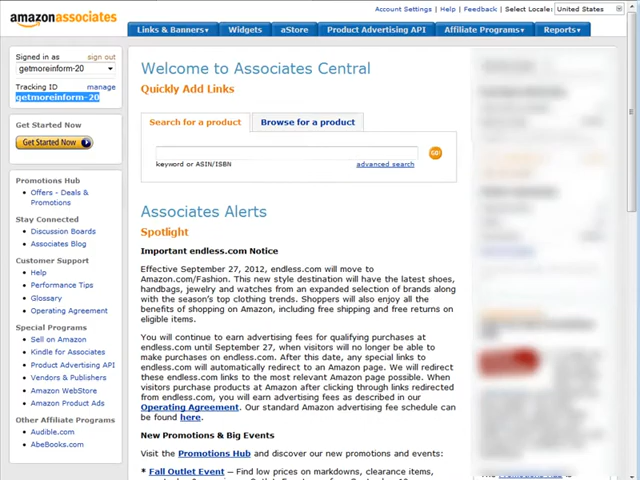 Account Settings | Help | Feedback | Select Locale: United States
amazonassociates
Links & Banners Widgets aStore Product Advertising API Affiliate Programs Reports
Signed in as sign out
getmoreinform-20
Tracking ID manage
getmoreinform-20
Get Started Now
Get Started Now
Promotions Hub
Offers - Deals &
Promotions
Stay Connected
Discussion Boards
Associates Blog
Customer Support
Help
Performance Tips
Glossary
Operating Agreement
Special Programs
Sell on Amazon
Kindle for Associates
Product Advertising API
Vendors & Publishers
Amazon WebStore
Amazon Product Ads
Other Affiliate Programs
Audible.com
AbeBooks.com
Welcome to Associates Central
Quickly Add Links
Search for a product Browse for a product
GO!
keyword or ASIN/ISBN advanced search
Associates Alerts
Spotlight
Important endless.com Notice
Effective September 27, 2012, endless.com will move to
Amazon.com/Fashion. This new style destination will have the latest shoes,
handbags, jewelry and watches from an expanded selection of brands along
with the season's top clothing trends. Shoppers will also enjoy all the
benefits of shopping on Amazon, including free shipping and free returns on
eligible items.
You will continue to earn advertising fees for qualifying purchases at
endless.com until September 27, when visitors will no longer be able to
make purchases on endless.com. After this date, any special links to
endless.com will automatically redirect to an Amazon page. We will redirect
these endless.com links to the most relevant Amazon page possible. When
visitors purchase products at Amazon after clicking through links redirected
from endless.com, you will earn advertising fees as described in our
Operating Agreement. Our standard Amazon advertising fee schedule can
be found here.
New Promotions & Big Events
Visit the Promotions Hub and discover our new promotions and events:
* Fall Outlet Event — Find low prices on markdowns, clearance items,